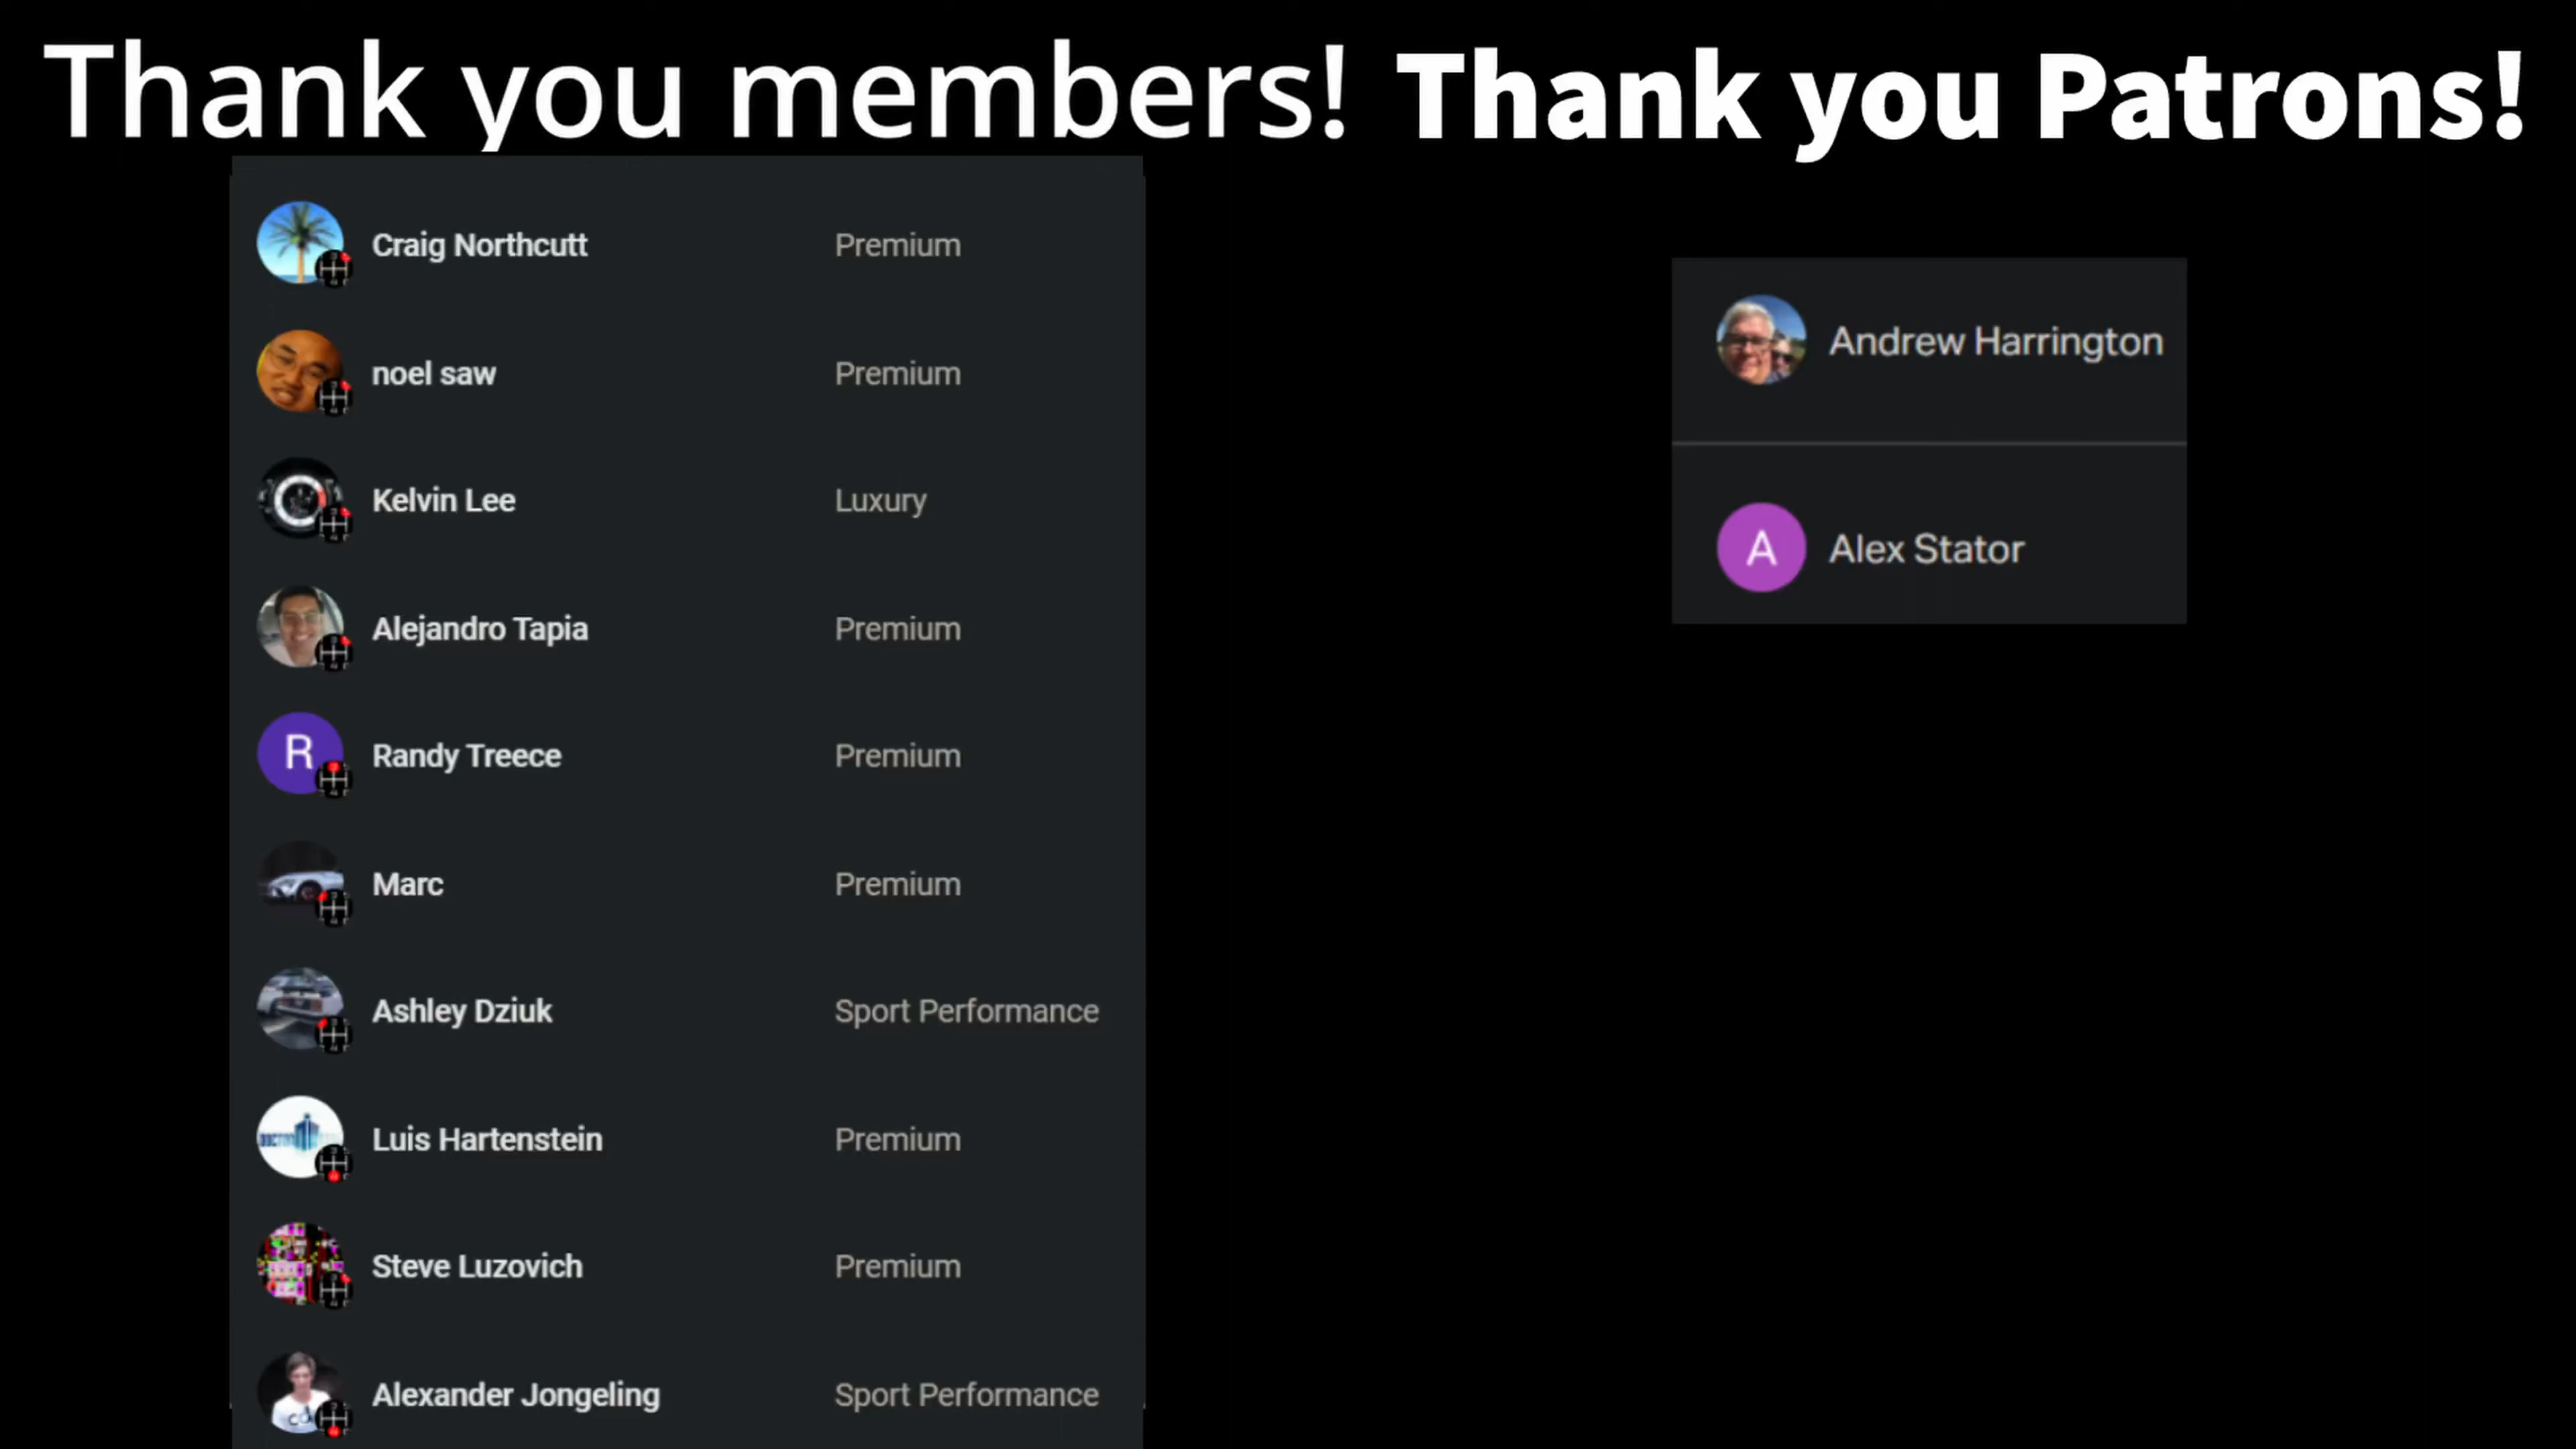 Thank you members!
Thank you Patrons!
Craig Northcutt Premium
noel saw Premium
Kelvin Lee Luxury
Alejandro Tapia Premium
R Randy Treece Premium
Marc Premium
Ashley Dziuk Sport Performance
Luis Hartenstein Premium
Steve Luzovich Premium
Alexander Jongeling Sport Performance
Andrew Harrington
A Alex Stator